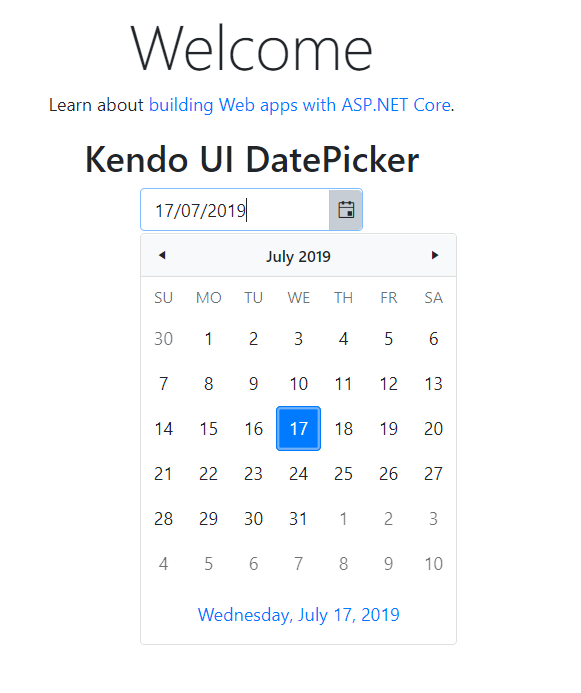 Welcome
Learn about building Web apps with ASP.NET Core.
Kendo UI DatePicker
17/07/2019
July 2019
SU MO TU WE TH FR SA
30 1 2 3 4 5 6
7 8 9 10 11 12 13
14 15 16 17 18 19 20
21 22 23 24 25 26 27
28 29 30 31 1 2 3
4 5 6 7 8 9 10
Wednesday, July 17, 2019